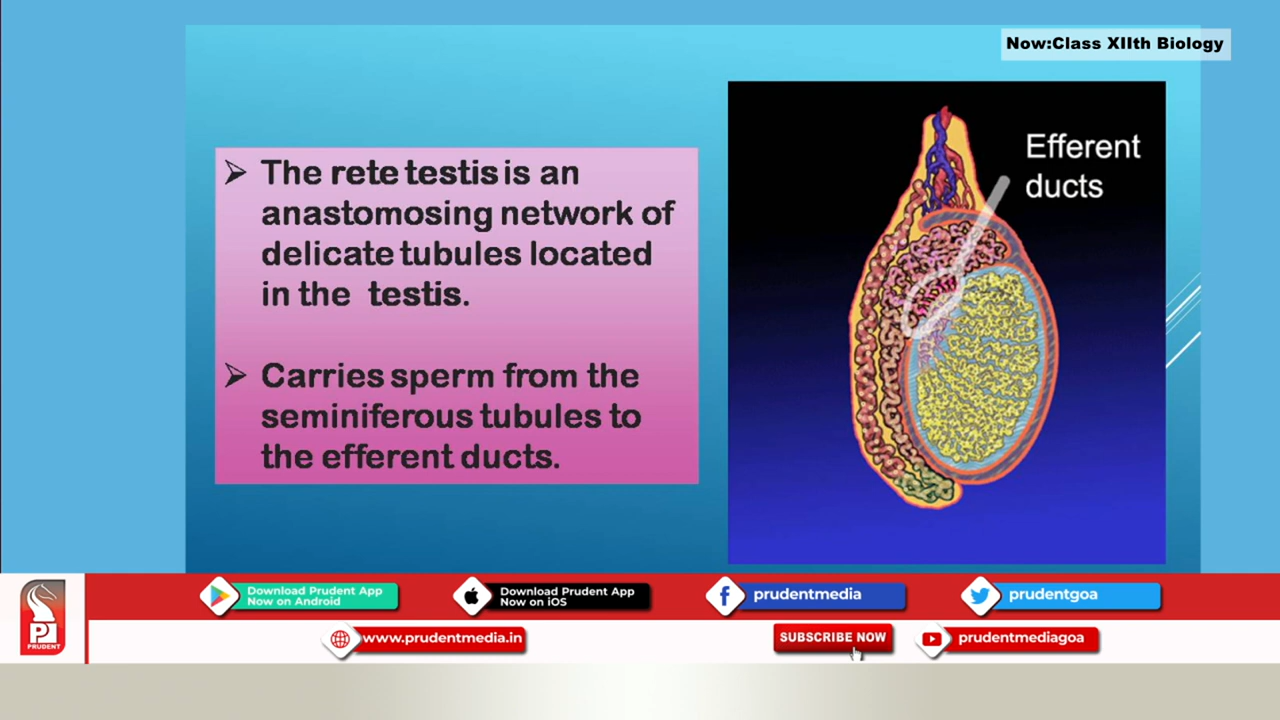 Now:Class XIIth Biology
Efferent
ducts
➢ The rete testis is an
anastomosing network of
delicate tubules located
in the testis.
➢ Carries sperm from the
seminiferous tubules to
the efferent ducts.
Download Prudent App
Now on Android
Download Prudent App
Now on iOS
prudentmedia
prudentgoa
PRUDENT
www.prudentmedia.in
SUBSCRIBE NOW
prudentmediagoa